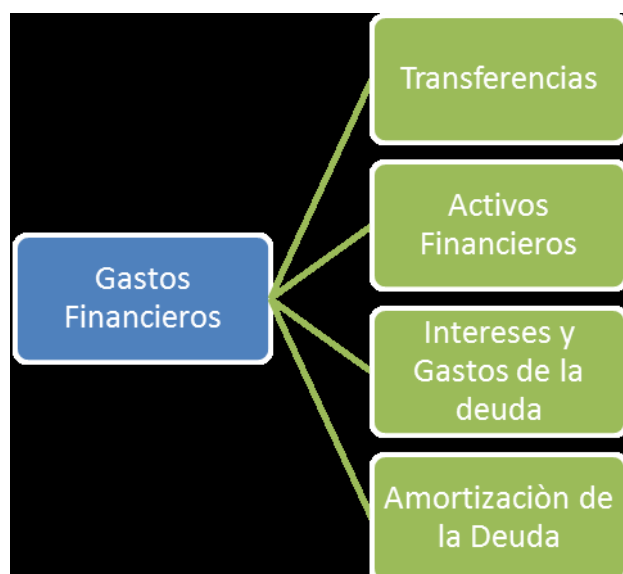 Transferencias
Activos
Financieros
Gastos
Financieros
Intereses y
Gastos de la
deuda
Amortizaciòn de
la Deuda